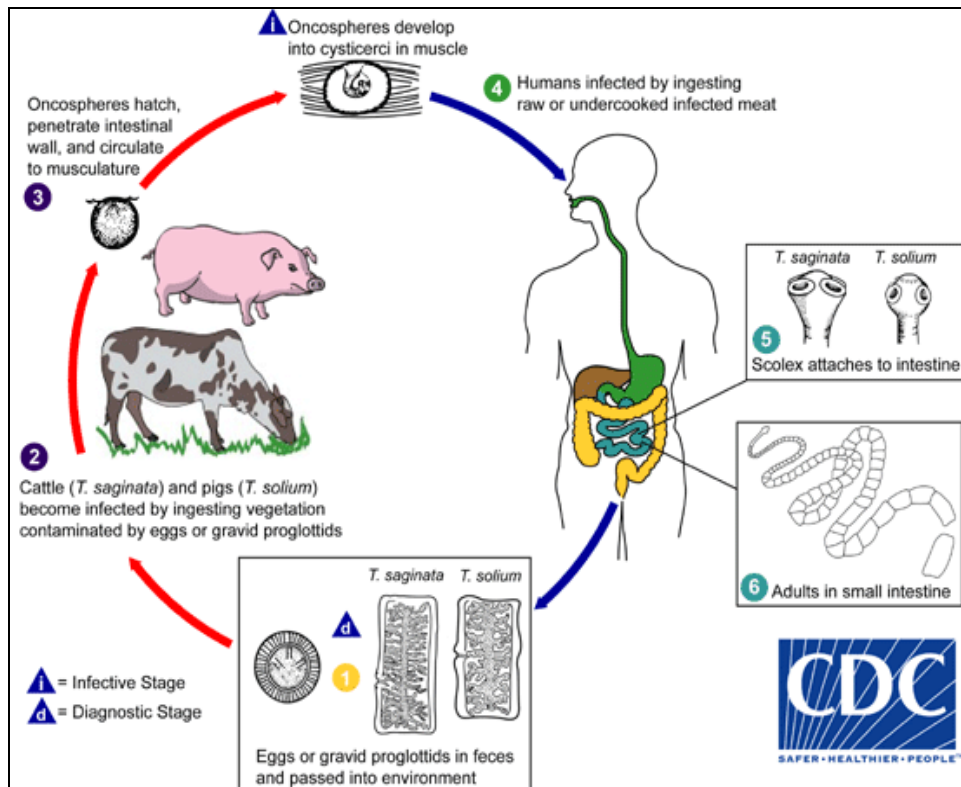 i
Oncospheres develop
into cysticerci in muscle
4
Humans infected by ingesting
raw or undercooked infected meat
Oncospheres hatch,
penetrate intestinal
wall, and circulate
to musculature
3
T. saginata T. solium
5
Scolex attaches to intestine
2
Cattle (T. saginata) and pigs (T. solium)
become infected by ingesting vegetation
contaminated by eggs or gravid proglottids
6
Adults in small intestine
T. saginata T. solium
d
1
Eggs or gravid proglottids in feces
and passed into environment
i = Infective Stage
d = Diagnostic Stage
CDC
SAFER•HEALTHIER•PEOPLE™